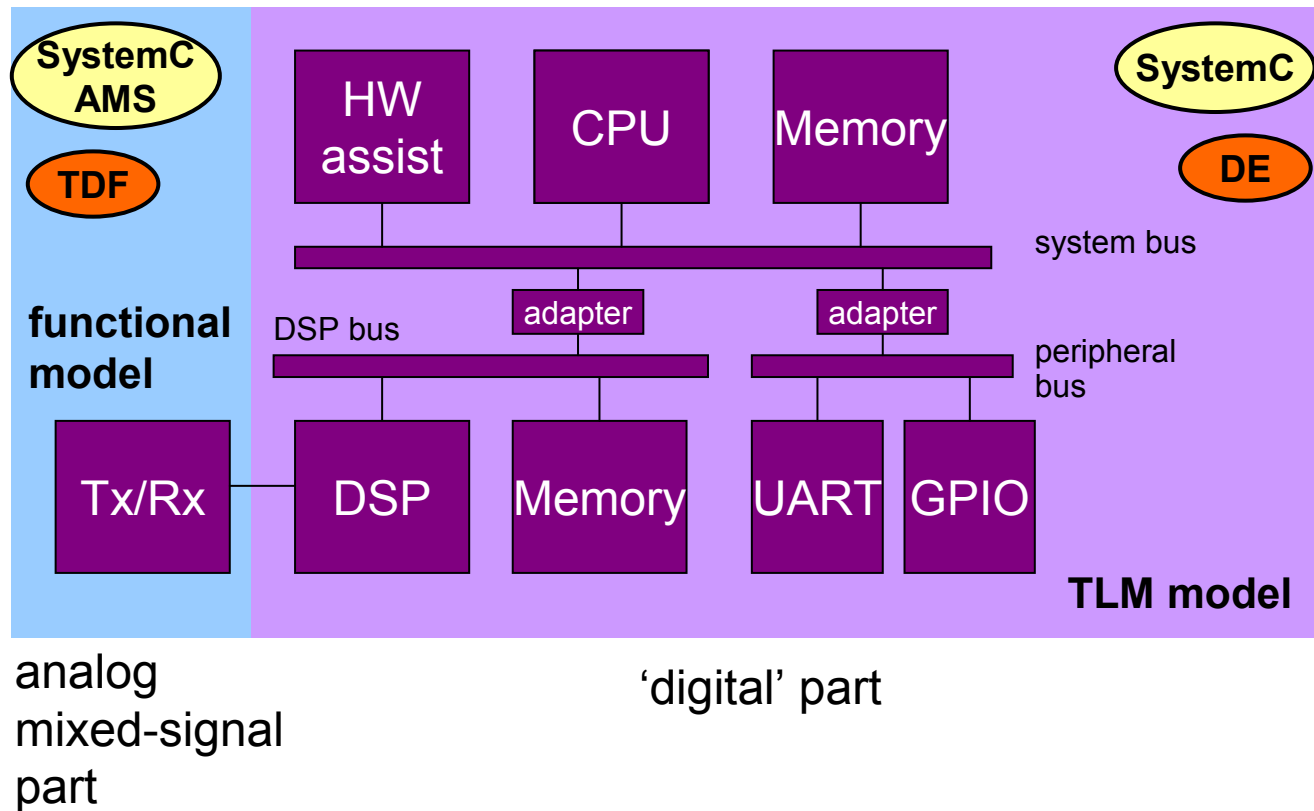 SystemC
AMS
TDF
functional
model
Tx/Rx
HW
assist
CPU
Memory
SystemC
DE
system bus
adapter
adapter
DSP bus
peripheral
bus
DSP
Memory
UART
GPIO
TLM model
analog
mixed-signal
part
‘digital’ part